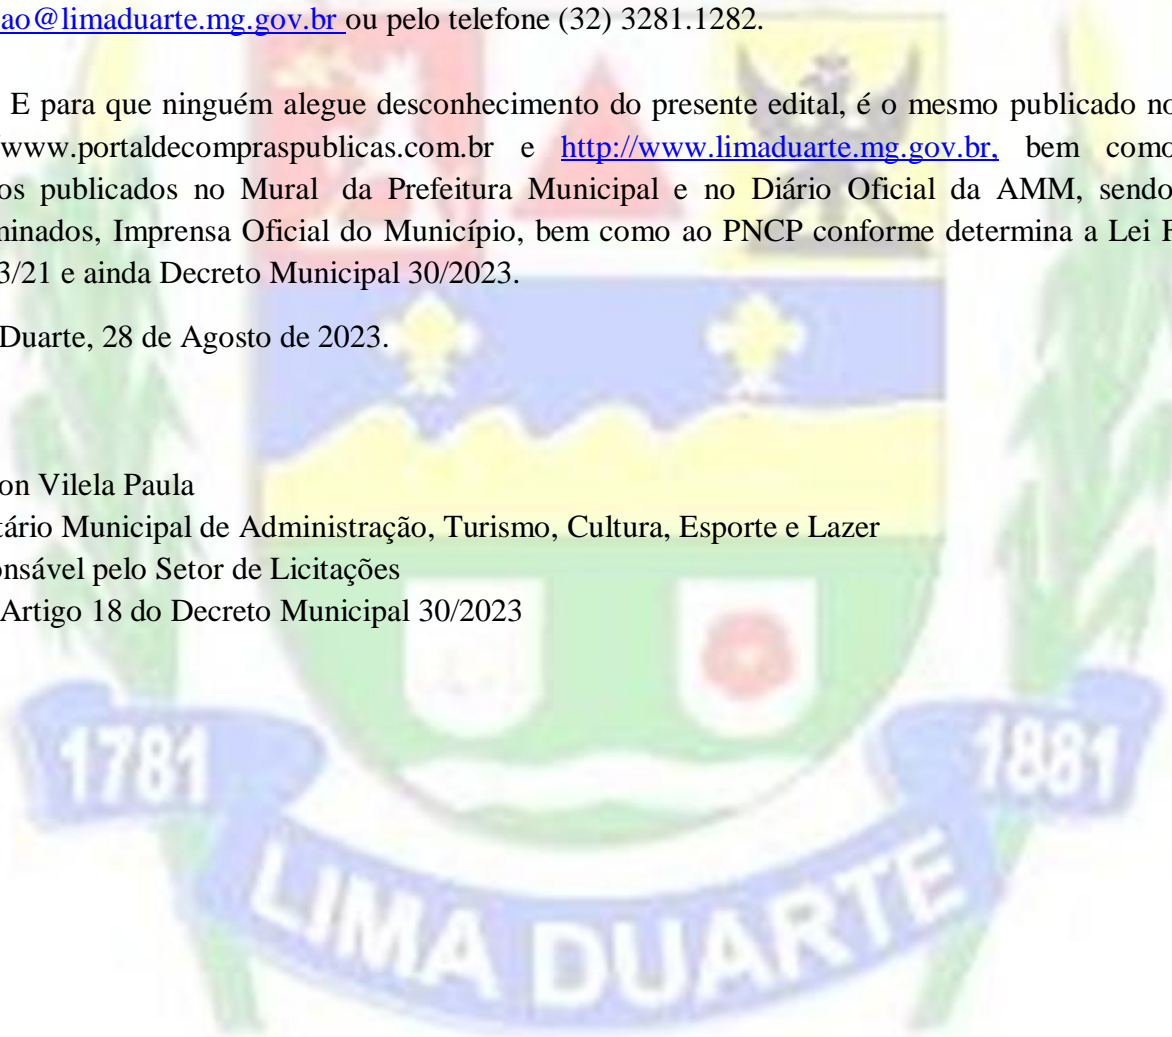 ao@limaduarte.mg.gov.br ou pelo telefone (32) 3281.1282.
E para que ninguém alegue desconhecimento do presente edital, é o mesmo publicado no
www.portaldecompraspublicas.com.br e http://www.limaduarte.mg.gov.br, bem como
os publicados no Mural da Prefeitura Municipal e no Diário Oficial da AMM, sendo
minados, Imprensa Oficial do Município, bem como ao PNCP conforme determina a Lei F
3/21 e ainda Decreto Municipal 30/2023.
Duarte, 28 de Agosto de 2023.
on Vilela Paula
tário Municipal de Administração, Turismo, Cultura, Esporte e Lazer
onsável pelo Setor de Licitações
Artigo 18 do Decreto Municipal 30/2023
1781
1881
LIMA DUARTE